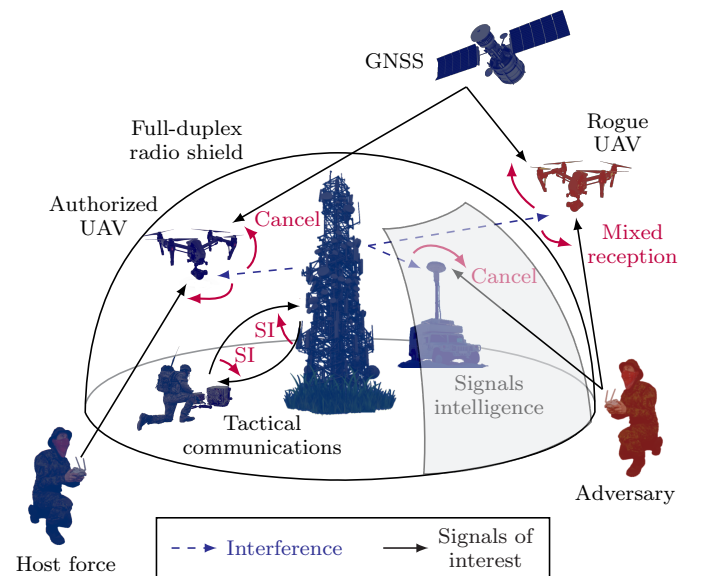 GNSS
Full-duplex
radio shield
Rogue
UAV
Authorized
UAV
Cancel
Mixed
reception
Cancel
SI
SI
Signals
intelligence
Tactical
communications
Adversary
Host force
Interference
Signals of
interest